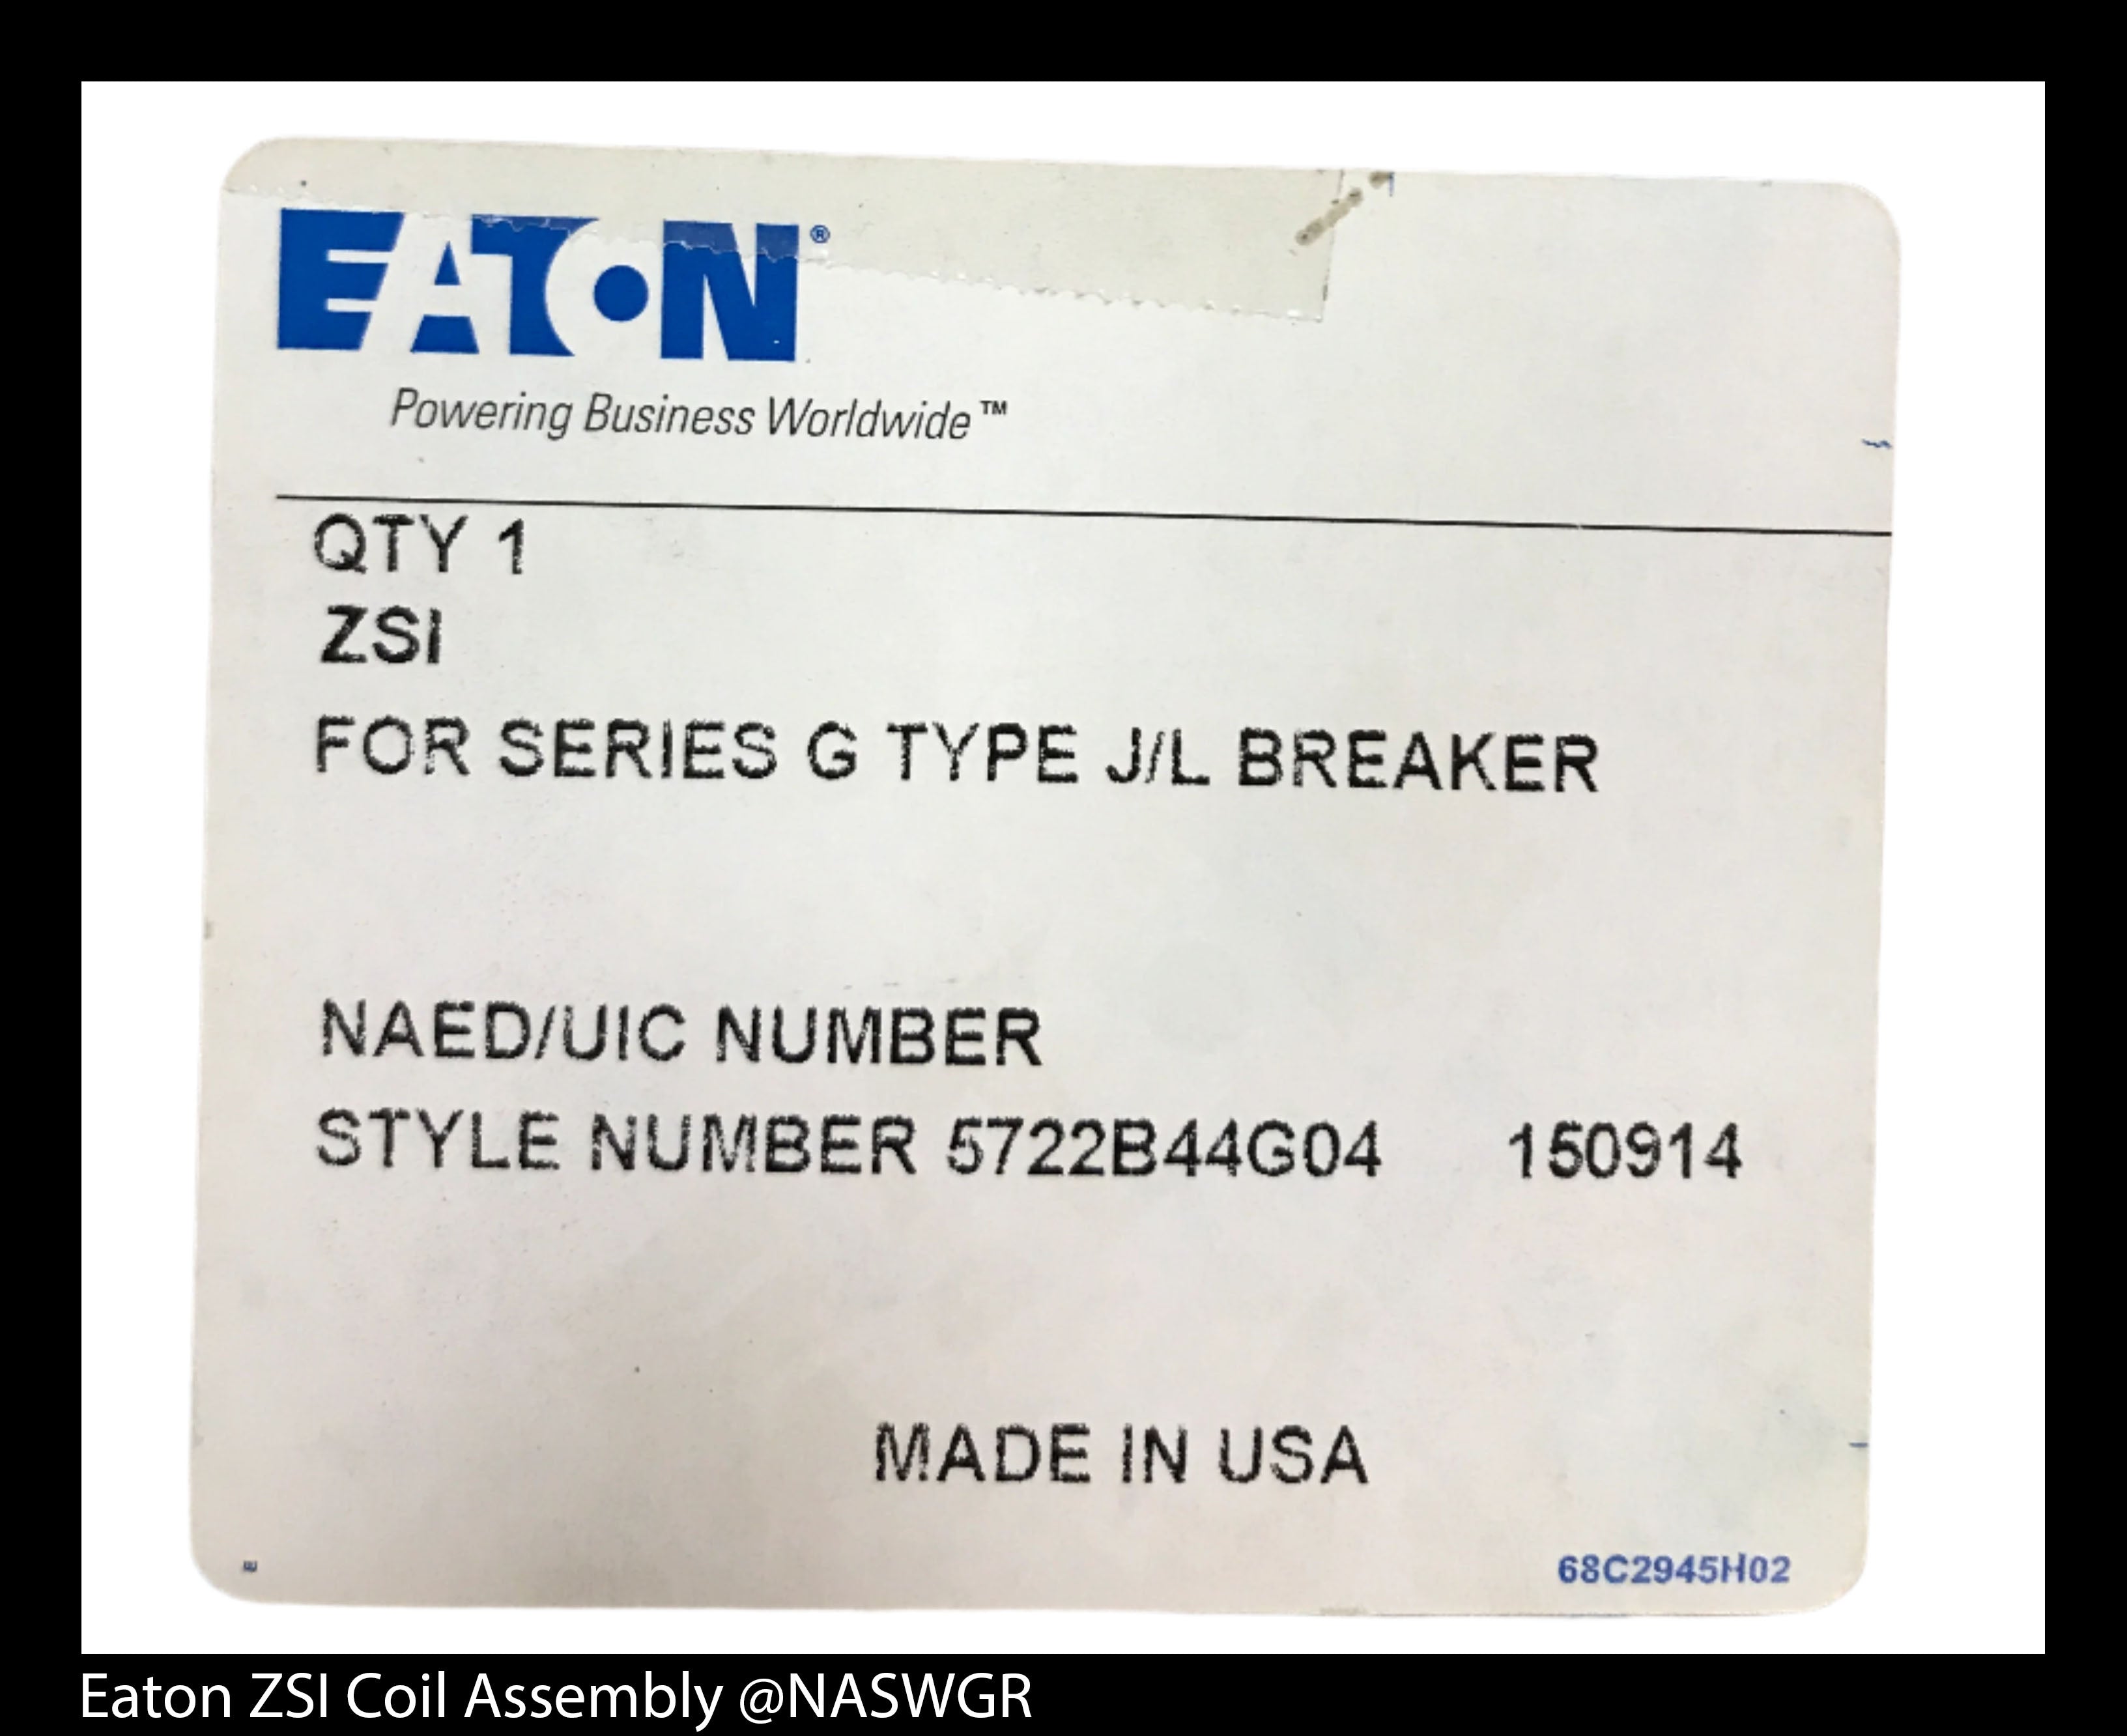 EATON®
Powering Business Worldwide™
QTY 1
ZSI
FOR SERIES G TYPE J/L BREAKER
NAED/UIC NUMBER
STYLE NUMBER 5722B44G04 150914
MADE IN USA
68C2945H02
Eaton ZSI Coil Assembly @NASWGR